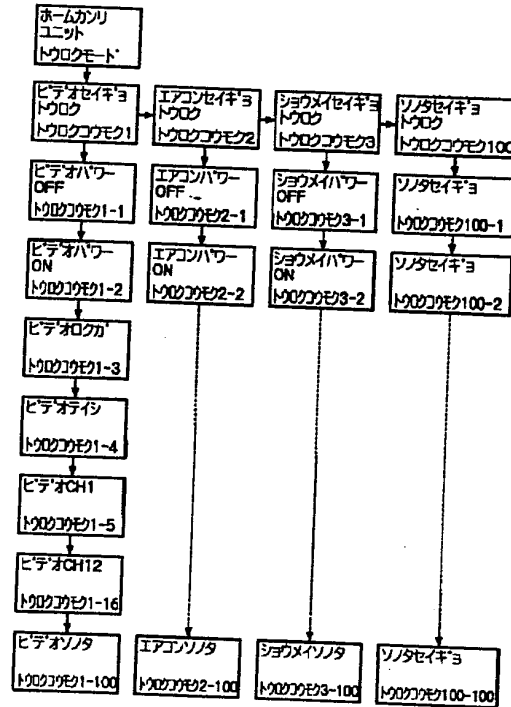 ホームカンリ
ユニット
トウロクモード
ビデオセイギョ
トウロク
トウロクコウモク1
エアコンセイギョ
トウロク
トウロクコウモク2
ショウメイセイギョ
トウロク
トウロクコウモク3
ソノタセイギョ
トウロク
トウロクコウモク100
ビデオパワー
OFF
トウロクコウモク1-1
エアコンパワー
OFF
トウロクコウモク2-1
ショウメイパワー
OFF
トウロクコウモク3-1
ソノタセイギョ
トウロクコウモク100-1
ビデオパワー
ON
トウロクコウモク1-2
エアコンパワー
ON
トウロクコウモク2-2
ショウメイパワー
ON
トウロクコウモク3-2
ソノタセイギョ
トウロクコウモク100-2
ビデオロクガ
トウロクコウモク1-3
ビデオテイシ
トウロクコウモク1-4
ビデオCH1
トウロクコウモク1-5
ビデオCH12
トウロクコウモク1-16
ビデオソノタ
トウロクコウモク1-100
エアコンソノタ
トウロクコウモク2-100
ショウメイソノタ
トウロクコウモク3-100
ソノタセイギョ
トウロクコウモク100-100